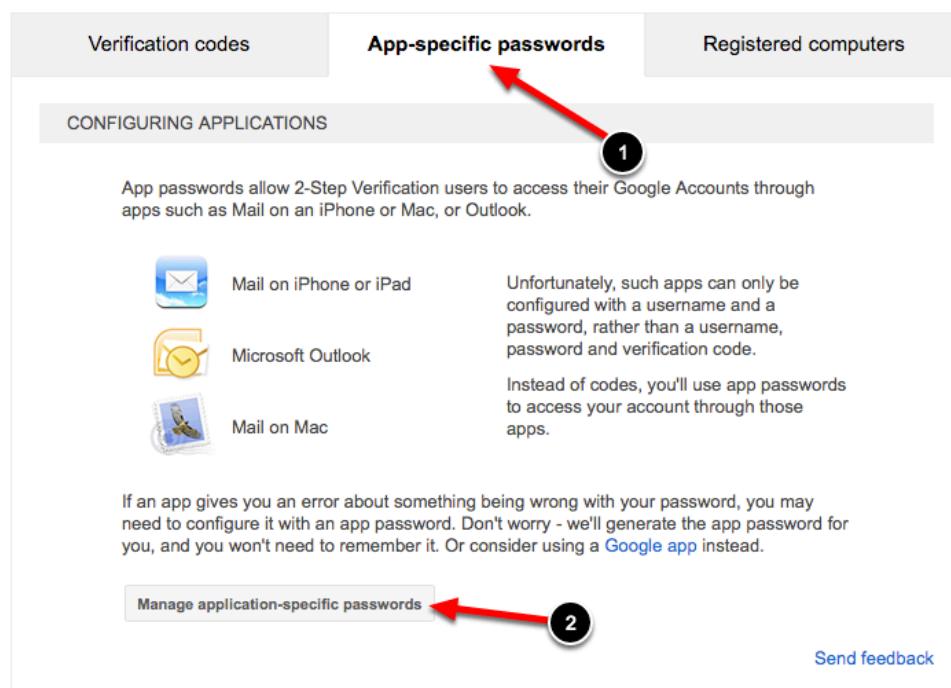 Verification codes
App-specific passwords
Registered computers
1
CONFIGURING APPLICATIONS
App passwords allow 2-Step Verification users to access their Google Accounts through
apps such as Mail on an iPhone or Mac, or Outlook.
Mail on iPhone or iPad
Microsoft Outlook
Mail on Mac
Unfortunately, such apps can only be
configured with a username and a
password, rather than a username,
password and verification code.
Instead of codes, you'll use app passwords
to access your account through those
apps.
If an app gives you an error about something being wrong with your password, you may
need to configure it with an app password. Don't worry - we'll generate the app password for
you, and you won't need to remember it. Or consider using a Google app instead.
Manage application-specific passwords
2
Send feedback